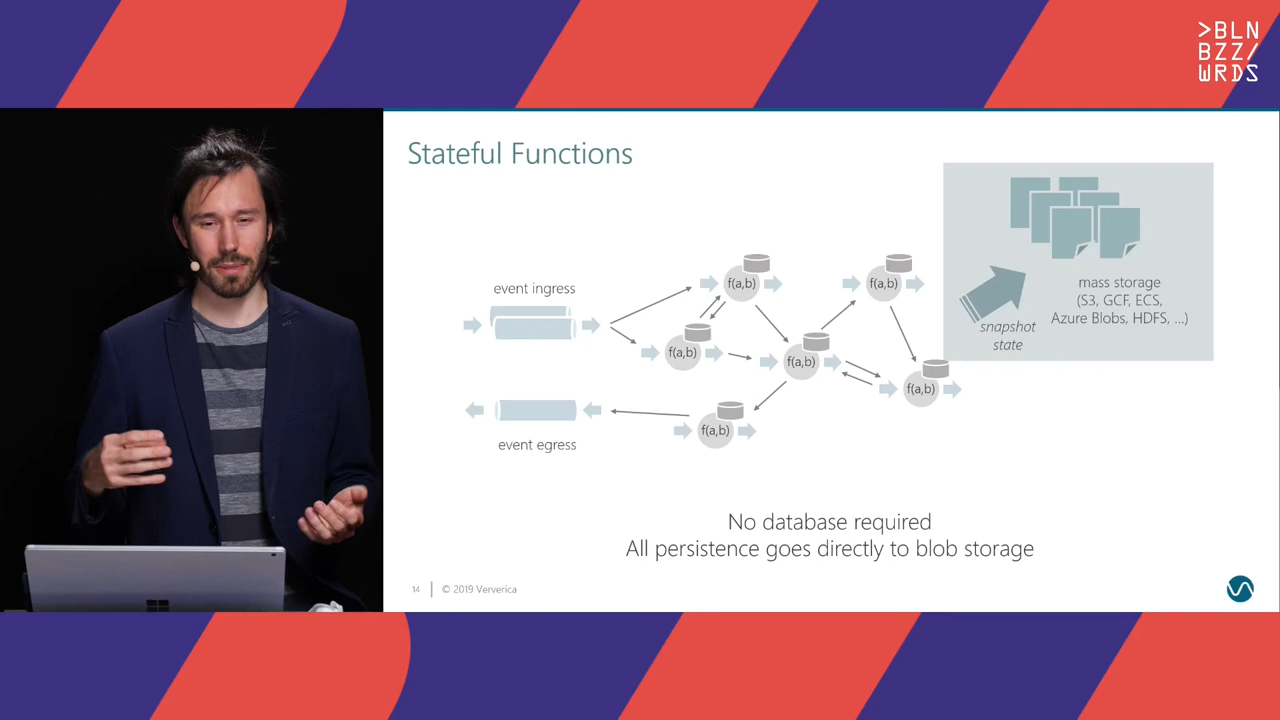 >BLN
BZZ/
WRDS
Stateful Functions
event ingress
f(a,b)
f(a,b)
f(a,b)
f(a,b)
f(a,b)
f(a,b)
event egress
mass storage
(S3, GCF, ECS,
Azure Blobs, HDFS, ...)
snapshot
state
No database required
All persistence goes directly to blob storage
14
© 2019 Ververica